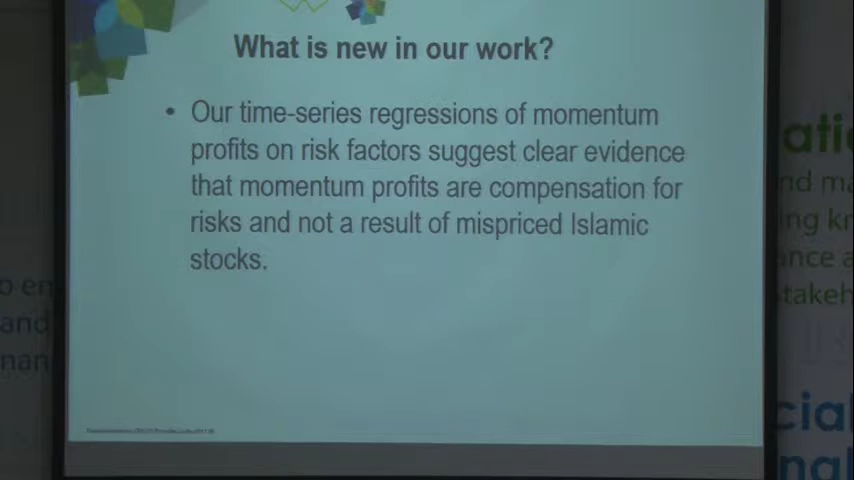 What is new in our work?
• Our time-series regressions of momentum
profits on risk factors suggest clear evidence
that momentum profits are compensation for
risks and not a result of mispriced Islamic
stocks.
and